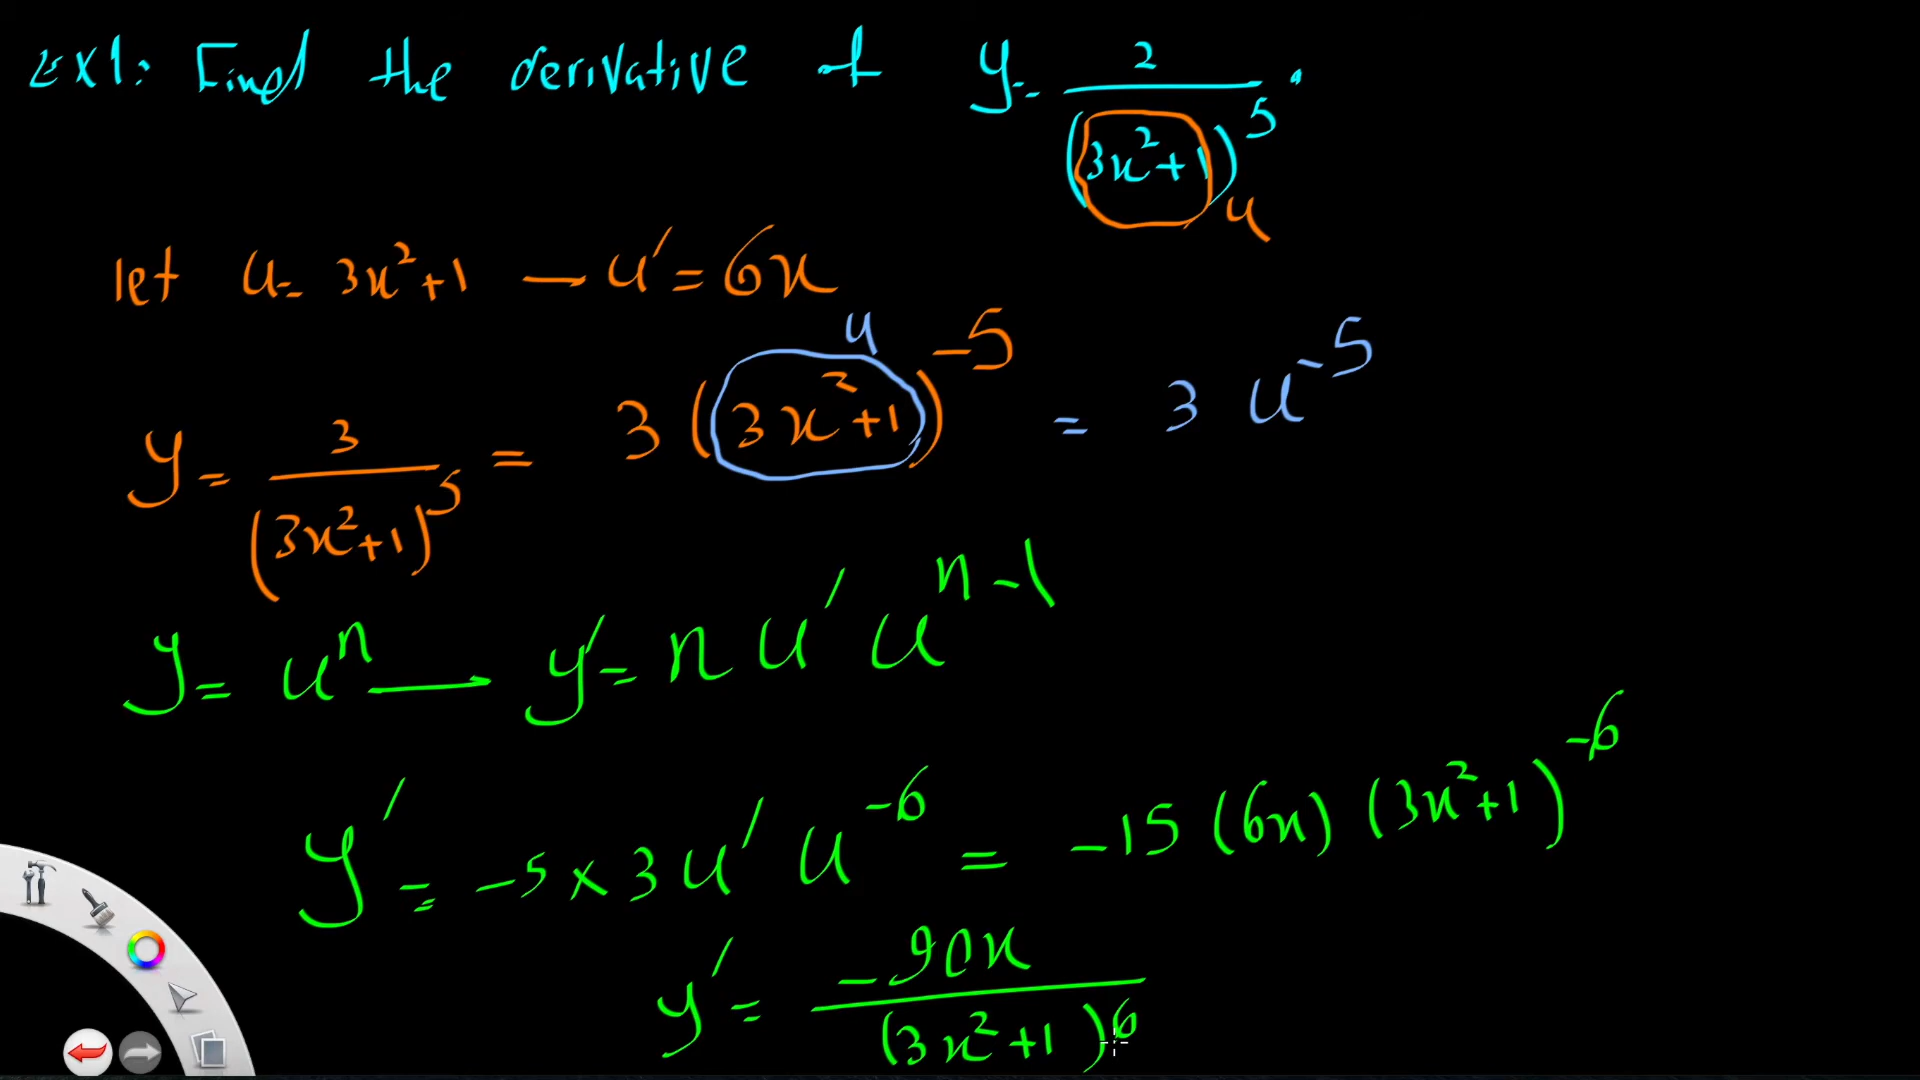 Ex1: Find the derivative of y = 2/(3x²+1)⁵.
u
let u = 3x²+1 — u' = 6x
u
y = 3/(3x²+1)⁵ = 3(3x²+1)⁻⁵ = 3u⁻⁵
y = uⁿ → y' = n u' uⁿ⁻¹
y' = -5 × 3 u' u⁻⁶ = -15 (6x) (3x²+1)⁻⁶
y' = -90x/(3x²+1)⁶